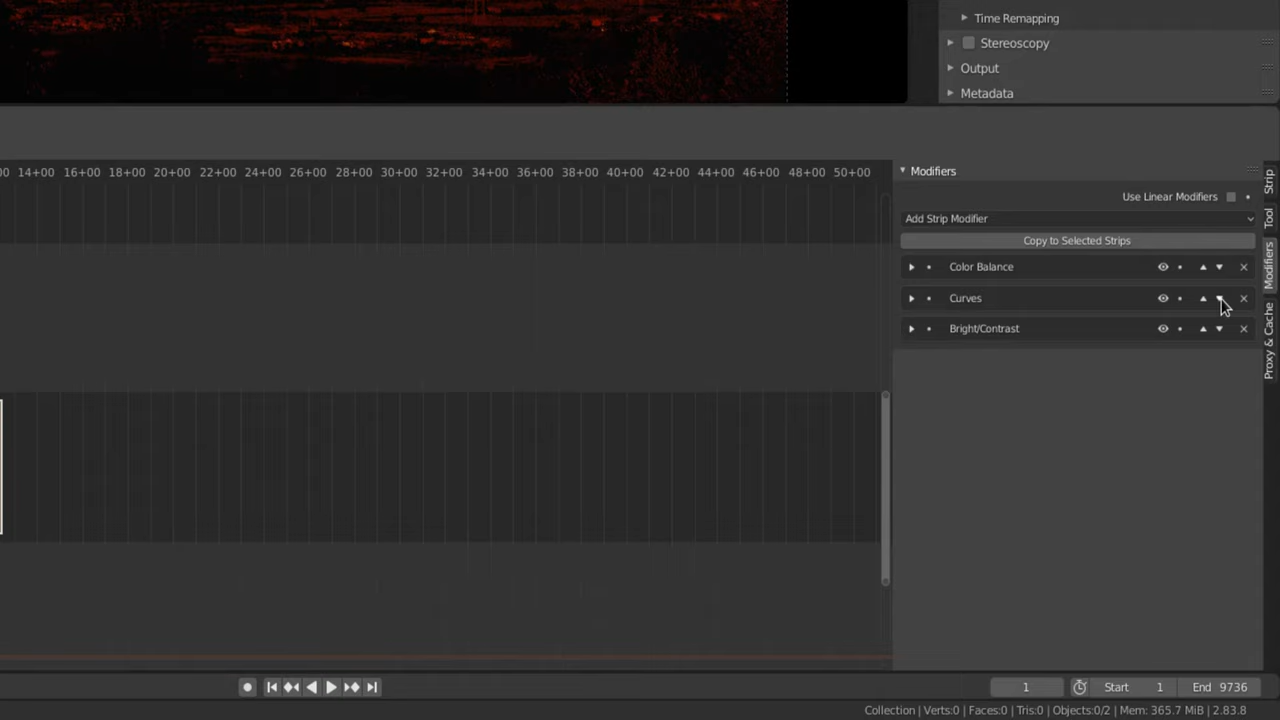 Time Remapping
Stereoscopy
Output
Metadata
14+00 16+00 18+00 20+00 22+00 24+00 26+00 28+00 30+00 32+00 34+00 36+00 38+00 40+00 42+00 44+00 46+00 48+00 50+00
Modifiers
Use Linear Modifiers
Add Strip Modifier
Copy to Selected Strips
Color Balance
Curves
Bright/Contrast
Strip
Tool
Modifiers
Proxy & Cache
1 Start 1 End 9736
Collection | Verts:0 | Faces:0 | Tris:0 | Objects:0/2 | Mem: 365.7 MiB | 2.83.8